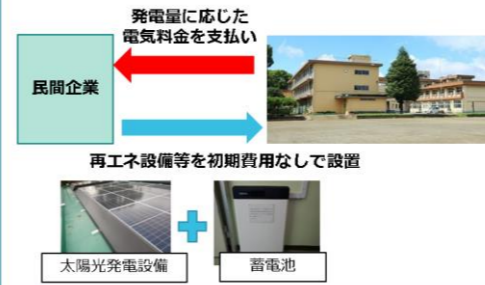 発電量に応じた
電気料金を支払い
民間企業
再エネ設備等を初期費用なしで設置
太陽光発電設備
蓄電池